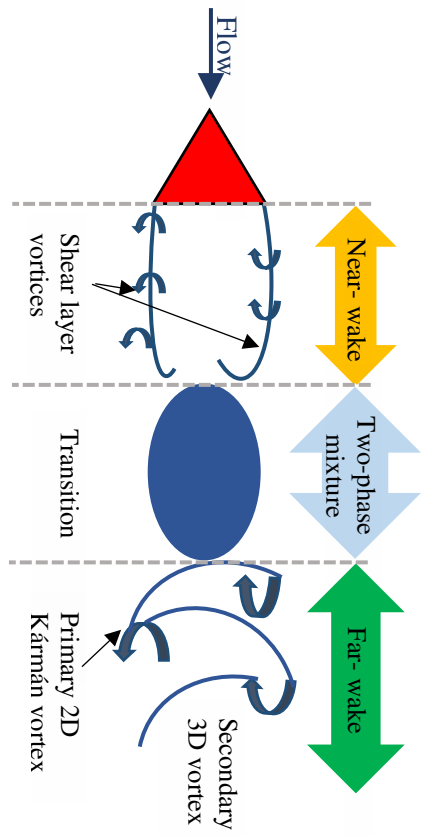 Flow
Near- wake
Two-phase
mixture
Far- wake
Shear layer
vortices
Transition
Primary 2D
Kármán vortex
Secondary
3D vortex